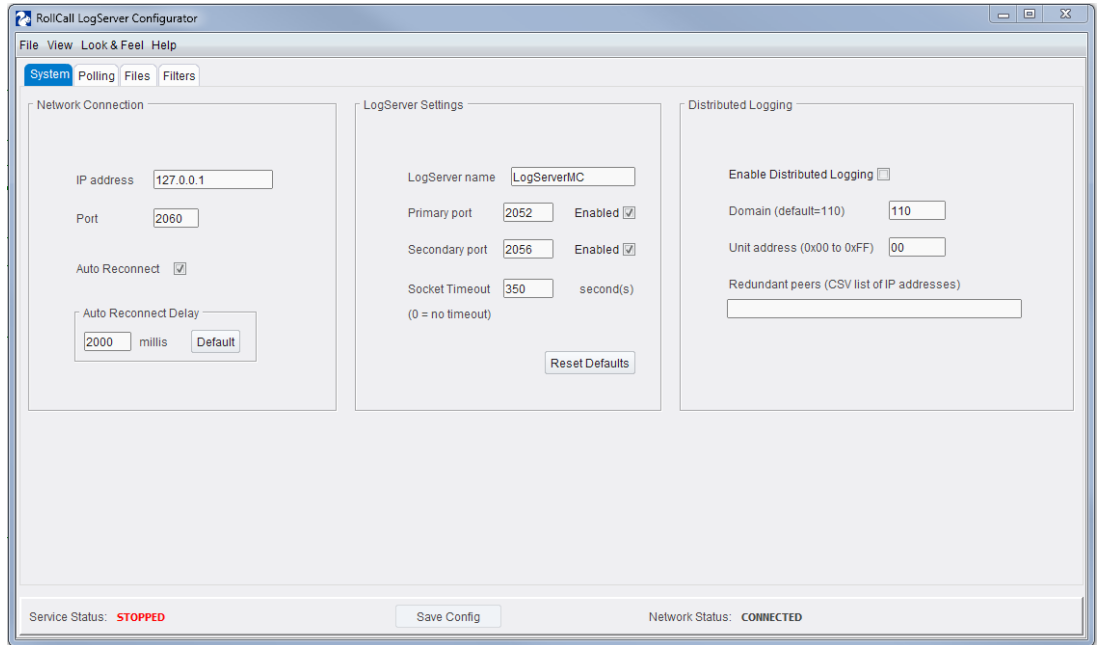 RollCall LogServer Configurator
File View Look & Feel Help
System Polling Files Filters
Network Connection
IP address 127.0.0.1
Port 2060
Auto Reconnect
Auto Reconnect Delay
2000 millis Default
LogServer Settings
LogServer name LogServerMC
Primary port 2052 Enabled
Secondary port 2056 Enabled
Socket Timeout 350 second(s)
(0 = no timeout)
Reset Defaults
Distributed Logging
Enable Distributed Logging
Domain (default=110) 110
Unit address (0x00 to 0xFF) 00
Redundant peers (CSV list of IP addresses)
Service Status: STOPPED Save Config Network Status: CONNECTED